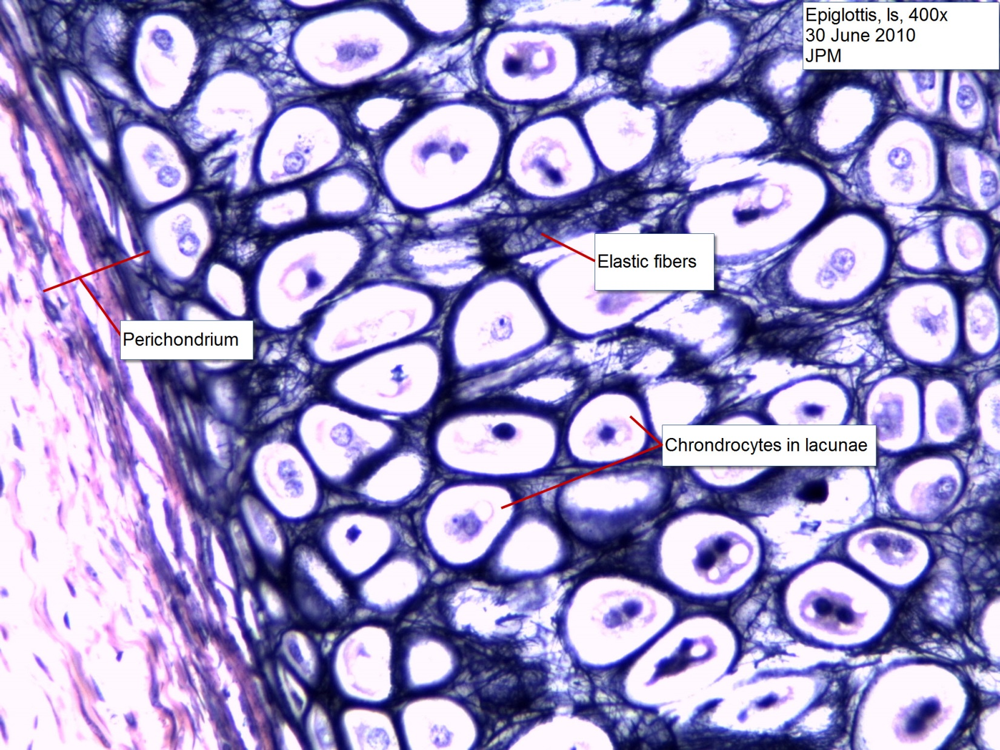 Epiglottis, ls, 400x
30 June 2010
JPM
Elastic fibers
Perichondrium
Chrondrocytes in lacunae